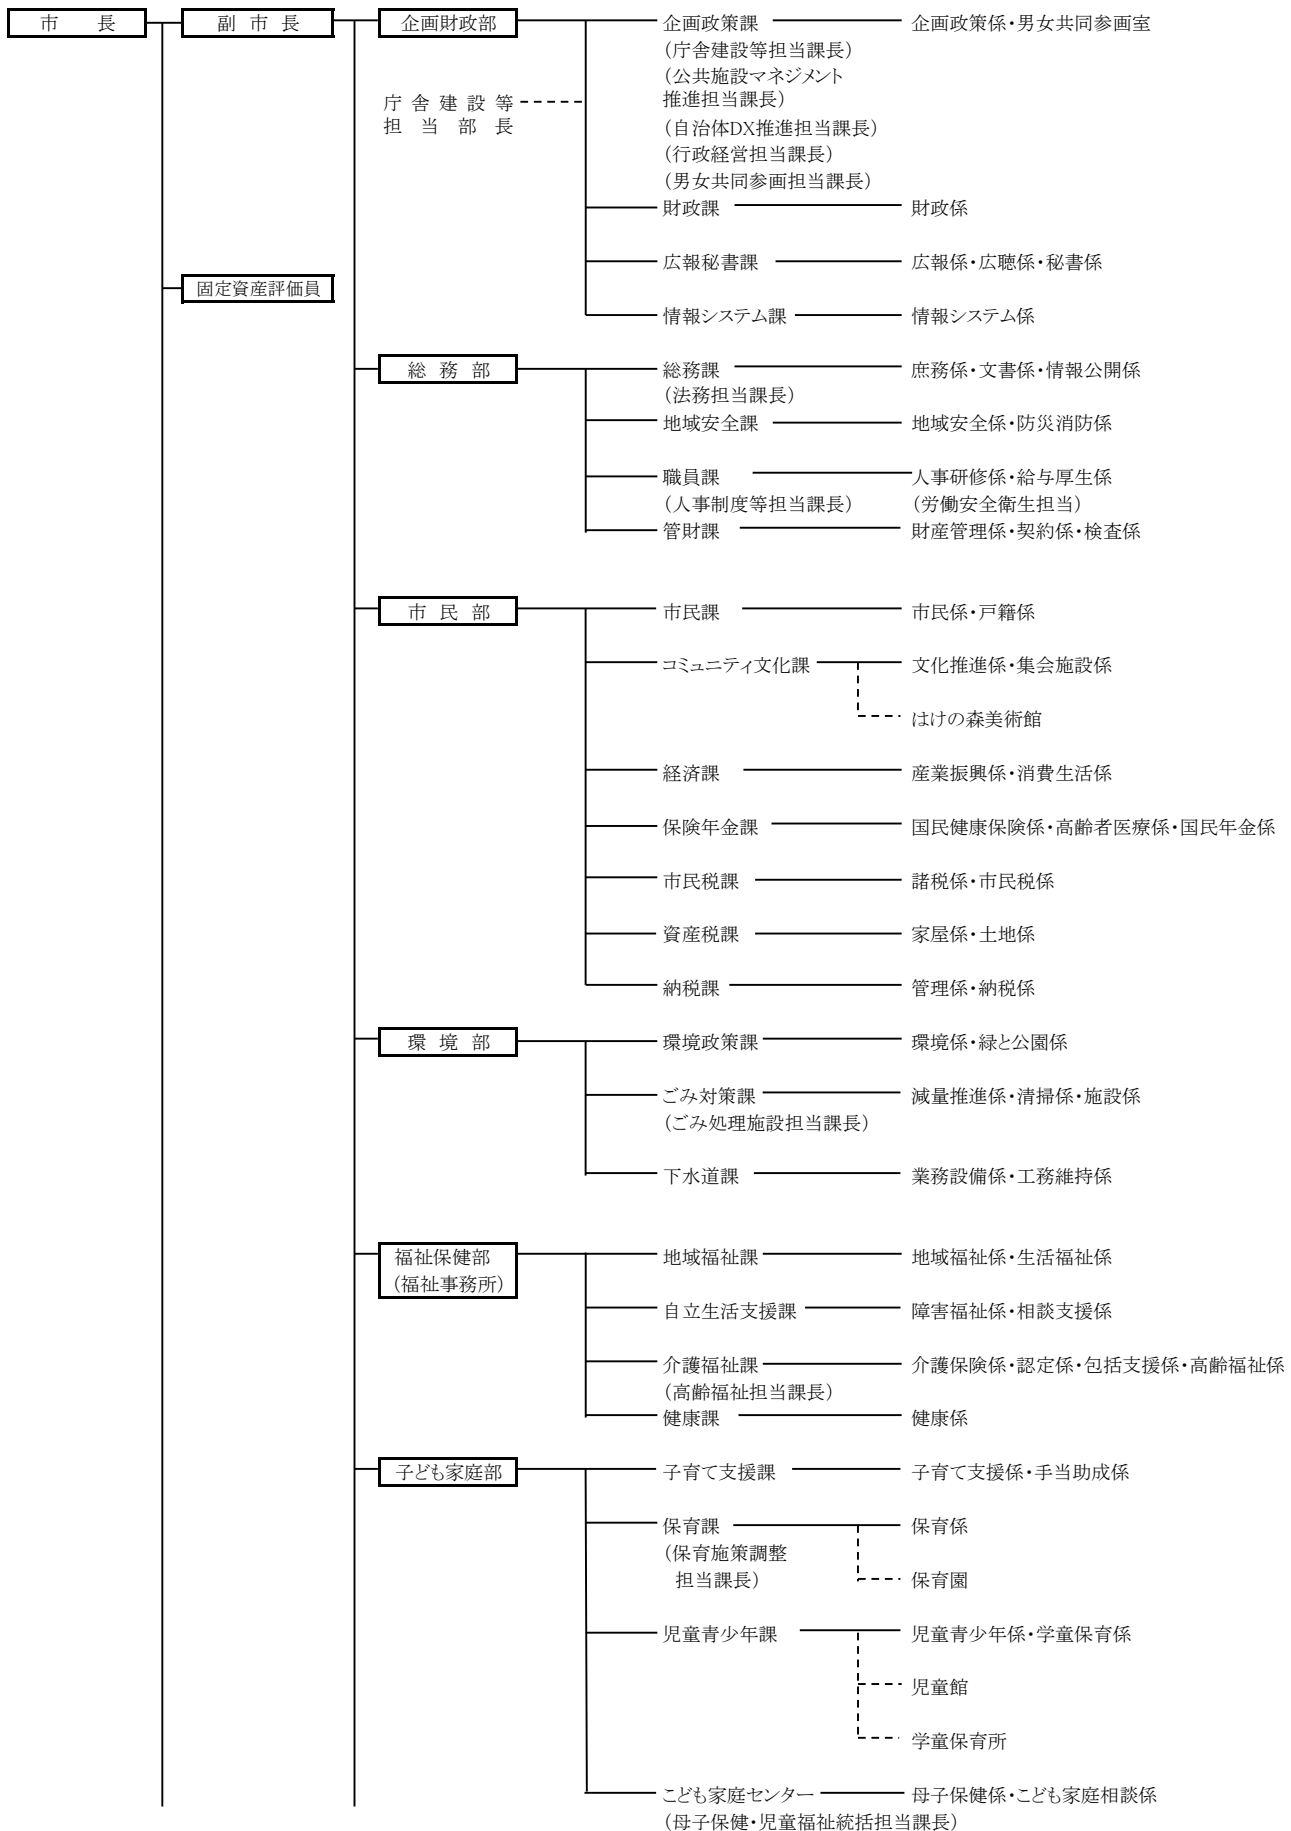 市長 副市長 企画財政部 企画政策課 企画政策係・男女共同参画室
(庁舎建設等担当課長)
(公共施設マネジメント
庁舎建設等 推進担当課長)
担当部長 (自治体DX推進担当課長)
(行政経営担当課長)
(男女共同参画担当課長)
財政課 財政係
広報秘書課 広報係・広聴係・秘書係
固定資産評価員
情報システム課 情報システム係
総務部 総務課 庶務係・文書係・情報公開係
(法務担当課長)
地域安全課 地域安全係・防災消防係
職員課 人事研修係・給与厚生係
(人事制度等担当課長) (労働安全衛生担当)
管財課 財産管理係・契約係・検査係
市民部 市民課 市民係・戸籍係
コミュニティ文化課 文化推進係・集会施設係
はけの森美術館
経済課 産業振興係・消費生活係
保険年金課 国民健康保険係・高齢者医療係・国民年金係
市民税課 諸税係・市民税係
資産税課 家屋係・土地係
納税課 管理係・納税係
環境部 環境政策課 環境係・緑と公園係
ごみ対策課 減量推進係・清掃係・施設係
(ごみ処理施設担当課長)
下水道課 業務設備係・工務維持係
福祉保健部 地域福祉課 地域福祉係・生活福祉係
(福祉事務所)
自立生活支援課 障害福祉係・相談支援係
介護福祉課 介護保険係・認定係・包括支援係・高齢福祉係
(高齢福祉担当課長)
健康課 健康係
子ども家庭部 子育て支援課 子育て支援係・手当助成係
保育課 保育係
(保育施策調整
担当課長) 保育園
児童青少年課 児童青少年係・学童保育係
児童館
学童保育所
こども家庭センター 母子保健係・こども家庭相談係
(母子保健・児童福祉統括担当課長)